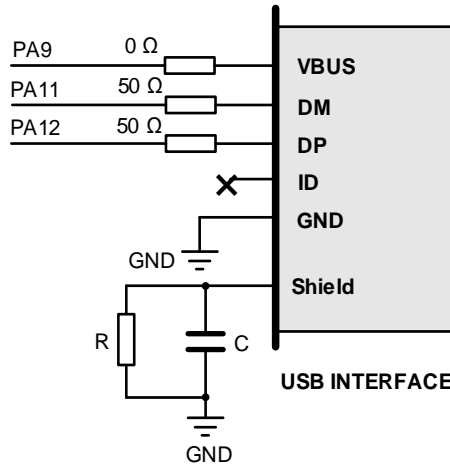 PA9 0 Ω VBUS
PA11 50 Ω DM
PA12 50 Ω DP
ID
GND
GND
Shield
R C
USB INTERFACE
GND